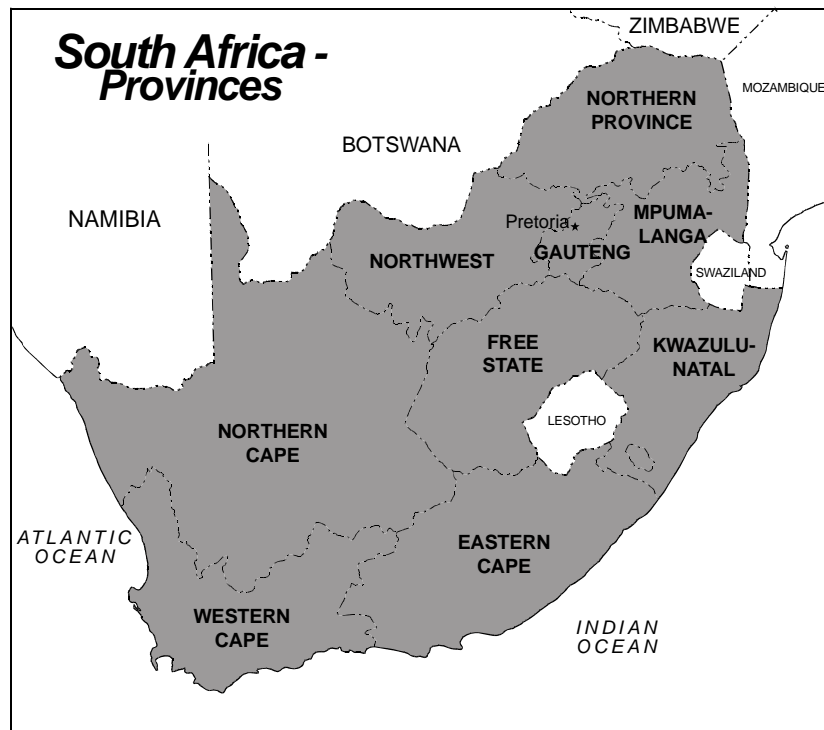 South Africa -
Provinces
ZIMBABWE
MOZAMBIQUE
NORTHERN
PROVINCE
BOTSWANA
NAMIBIA
Pretoria
MPUMA-
LANGA
NORTHWEST
GAUTENG
SWAZILAND
FREE
STATE
KWAZULU-
NATAL
LESOTHO
NORTHERN
CAPE
ATLANTIC
OCEAN
EASTERN
CAPE
WESTERN
CAPE
INDIAN
OCEAN